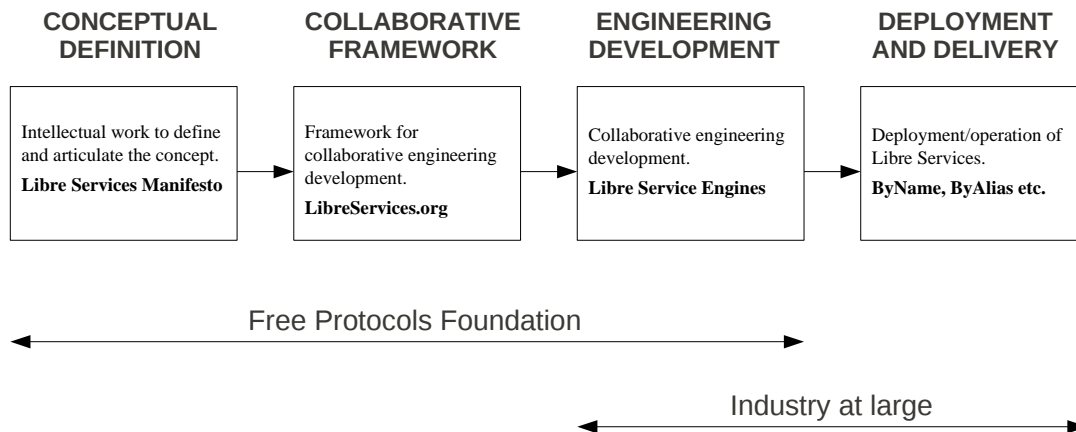 CONCEPTUAL
DEFINITION
COLLABORATIVE
FRAMEWORK
ENGINEERING
DEVELOPMENT
DEPLOYMENT
AND DELIVERY
Intellectual work to define
and articulate the concept.
Libre Services Manifesto
Framework for
collaborative engineering
development.
LibreServices.org
Collaborative engineering
development.
Libre Service Engines
Deployment/operation of
Libre Services.
ByName, ByAlias etc.
Free Protocols Foundation
Industry at large